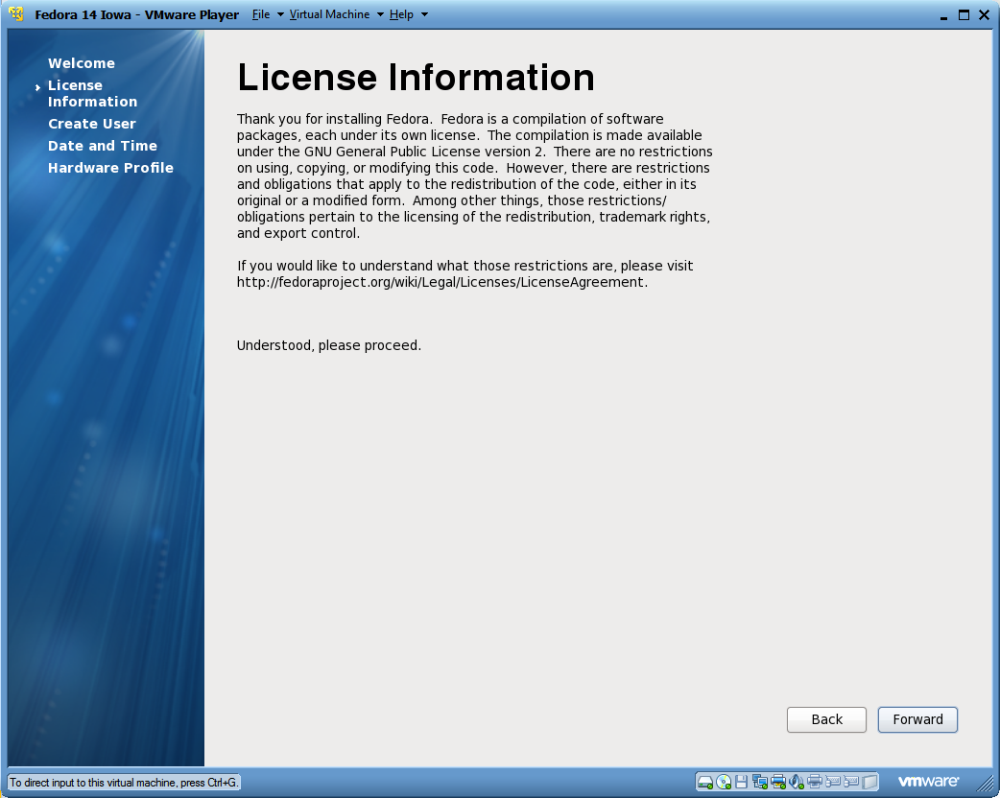 Fedora 14 Iowa - VMware Player File Virtual Machine Help
Welcome
License
Information
Create User
Date and Time
Hardware Profile
License Information
Thank you for installing Fedora.  Fedora is a compilation of software
packages, each under its own license.  The compilation is made available
under the GNU General Public License version 2.  There are no restrictions
on using, copying, or modifying this code.  However, there are restrictions
and obligations that apply to the redistribution of the code, either in its
original or a modified form.  Among other things, those restrictions/
obligations pertain to the licensing of the redistribution, trademark rights,
and export control.
If you would like to understand what those restrictions are, please visit
http://fedoraproject.org/wiki/Legal/Licenses/LicenseAgreement.
Understood, please proceed.
Back Forward
To direct input to this virtual machine, press Ctrl+G. vmware